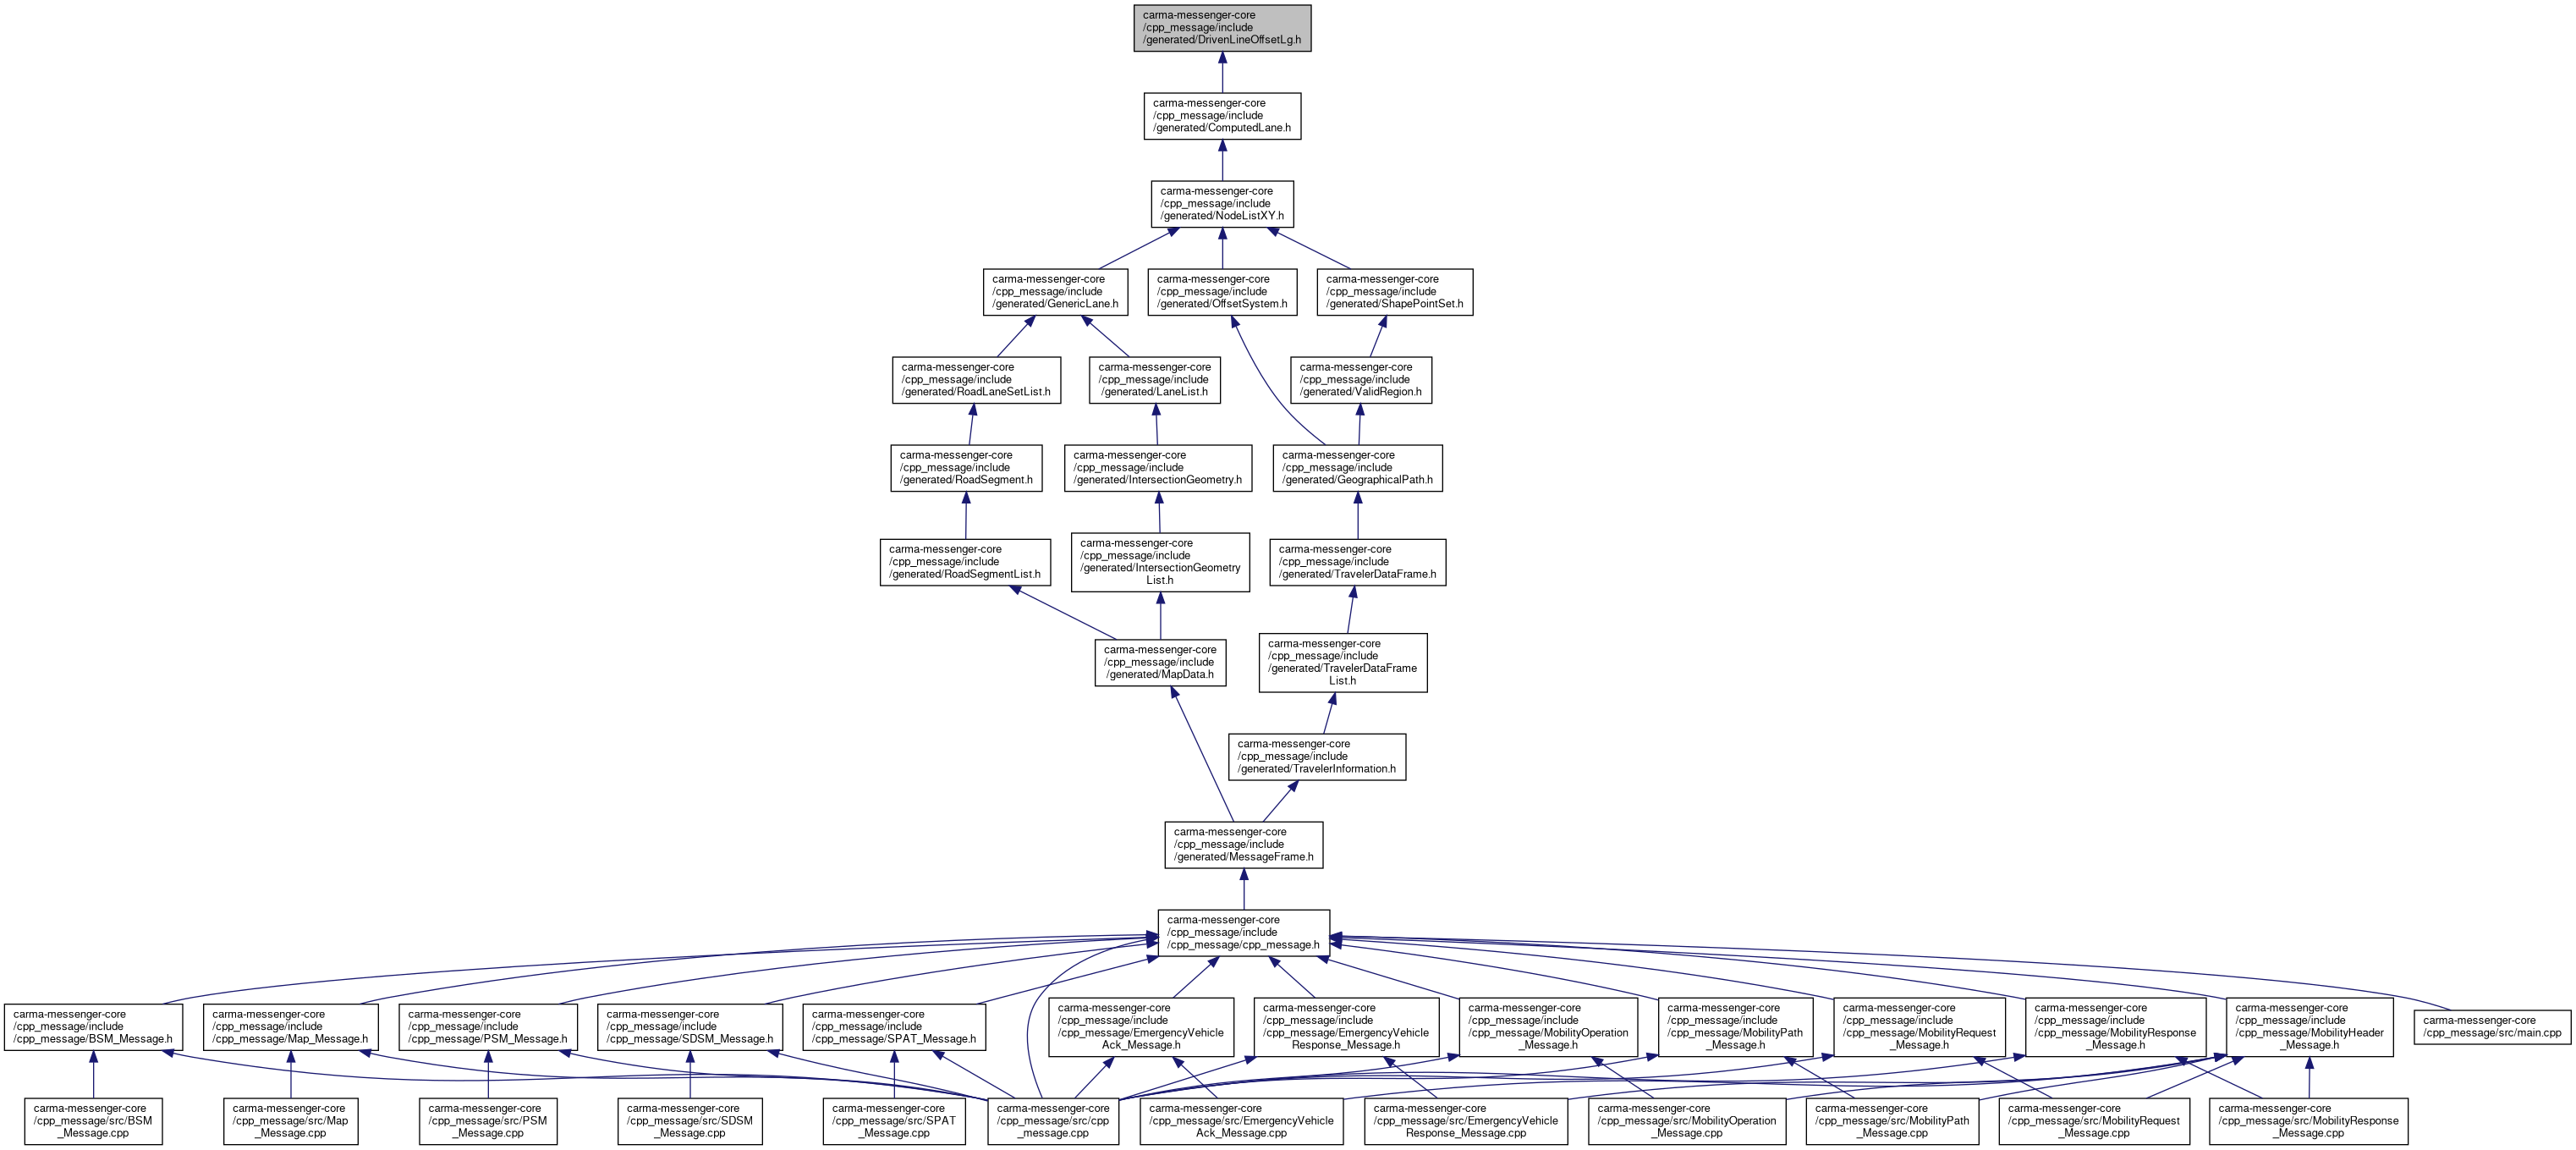 carma-messenger-core
/cpp_message/include
/generated/DrivenLineOffsetLg.h
carma-messenger-core
/cpp_message/include
/generated/ComputedLane.h
carma-messenger-core
/cpp_message/include
/generated/NodeListXY.h
carma-messenger-core
/cpp_message/include
/generated/GenericLane.h
carma-messenger-core
/cpp_message/include
/generated/OffsetSystem.h
carma-messenger-core
/cpp_message/include
/generated/ShapePointSet.h
carma-messenger-core
/cpp_message/include
/generated/RoadLaneSetList.h
carma-messenger-core
/cpp_message/include
/generated/LaneList.h
carma-messenger-core
/cpp_message/include
/generated/ValidRegion.h
carma-messenger-core
/cpp_message/include
/generated/RoadSegment.h
carma-messenger-core
/cpp_message/include
/generated/IntersectionGeometry.h
carma-messenger-core
/cpp_message/include
/generated/GeographicalPath.h
carma-messenger-core
/cpp_message/include
/generated/RoadSegmentList.h
carma-messenger-core
/cpp_message/include
/generated/IntersectionGeometry
List.h
carma-messenger-core
/cpp_message/include
/generated/TravelerDataFrame.h
carma-messenger-core
/cpp_message/include
/generated/MapData.h
carma-messenger-core
/cpp_message/include
/generated/TravelerDataFrame
List.h
carma-messenger-core
/cpp_message/include
/generated/TravelerInformation.h
carma-messenger-core
/cpp_message/include
/generated/MessageFrame.h
carma-messenger-core
/cpp_message/include
/cpp_message/cpp_message.h
carma-messenger-core
/cpp_message/include
/cpp_message/BSM_Message.h
carma-messenger-core
/cpp_message/include
/cpp_message/Map_Message.h
carma-messenger-core
/cpp_message/include
/cpp_message/PSM_Message.h
carma-messenger-core
/cpp_message/include
/cpp_message/SDSM_Message.h
carma-messenger-core
/cpp_message/include
/cpp_message/SPAT_Message.h
carma-messenger-core
/cpp_message/include
/cpp_message/EmergencyVehicle
Ack_Message.h
carma-messenger-core
/cpp_message/include
/cpp_message/EmergencyVehicle
Response_Message.h
carma-messenger-core
/cpp_message/include
/cpp_message/MobilityOperation
_Message.h
carma-messenger-core
/cpp_message/include
/cpp_message/MobilityPath
_Message.h
carma-messenger-core
/cpp_message/include
/cpp_message/MobilityRequest
_Message.h
carma-messenger-core
/cpp_message/include
/cpp_message/MobilityResponse
_Message.h
carma-messenger-core
/cpp_message/include
/cpp_message/MobilityHeader
_Message.h
carma-messenger-core
/cpp_message/src/main.cpp
carma-messenger-core
/cpp_message/src/BSM
_Message.cpp
carma-messenger-core
/cpp_message/src/Map
_Message.cpp
carma-messenger-core
/cpp_message/src/PSM
_Message.cpp
carma-messenger-core
/cpp_message/src/SDSM
_Message.cpp
carma-messenger-core
/cpp_message/src/SPAT
_Message.cpp
carma-messenger-core
/cpp_message/src/cpp
_message.cpp
carma-messenger-core
/cpp_message/src/EmergencyVehicle
Ack_Message.cpp
carma-messenger-core
/cpp_message/src/EmergencyVehicle
Response_Message.cpp
carma-messenger-core
/cpp_message/src/MobilityOperation
_Message.cpp
carma-messenger-core
/cpp_message/src/MobilityPath
_Message.cpp
carma-messenger-core
/cpp_message/src/MobilityRequest
_Message.cpp
carma-messenger-core
/cpp_message/src/MobilityResponse
_Message.cpp